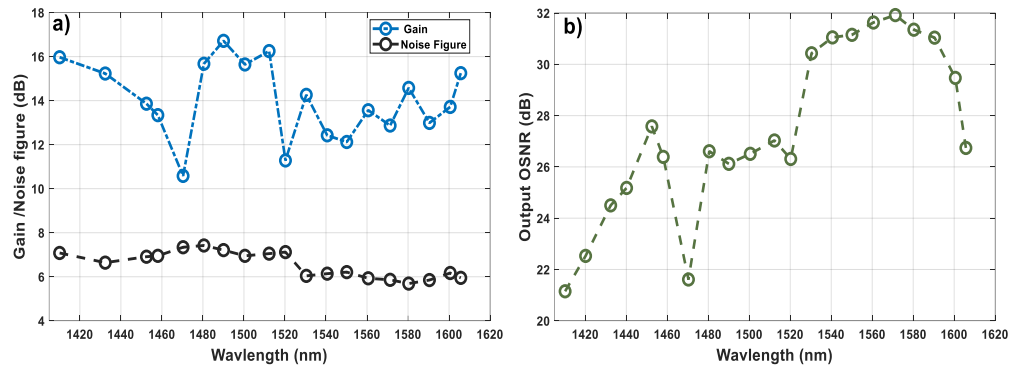 a)
Gain
Noise Figure
Gain /Noise figure (dB)
18
16
14
12
10
8
6
4
1420 1440 1460 1480 1500 1520 1540 1560 1580 1600 1620
Wavlength (nm)
b)
Output OSNR (dB)
32
30
28
26
24
22
20
1420 1440 1460 1480 1500 1520 1540 1560 1580 1600 1620
Wavlength (nm)